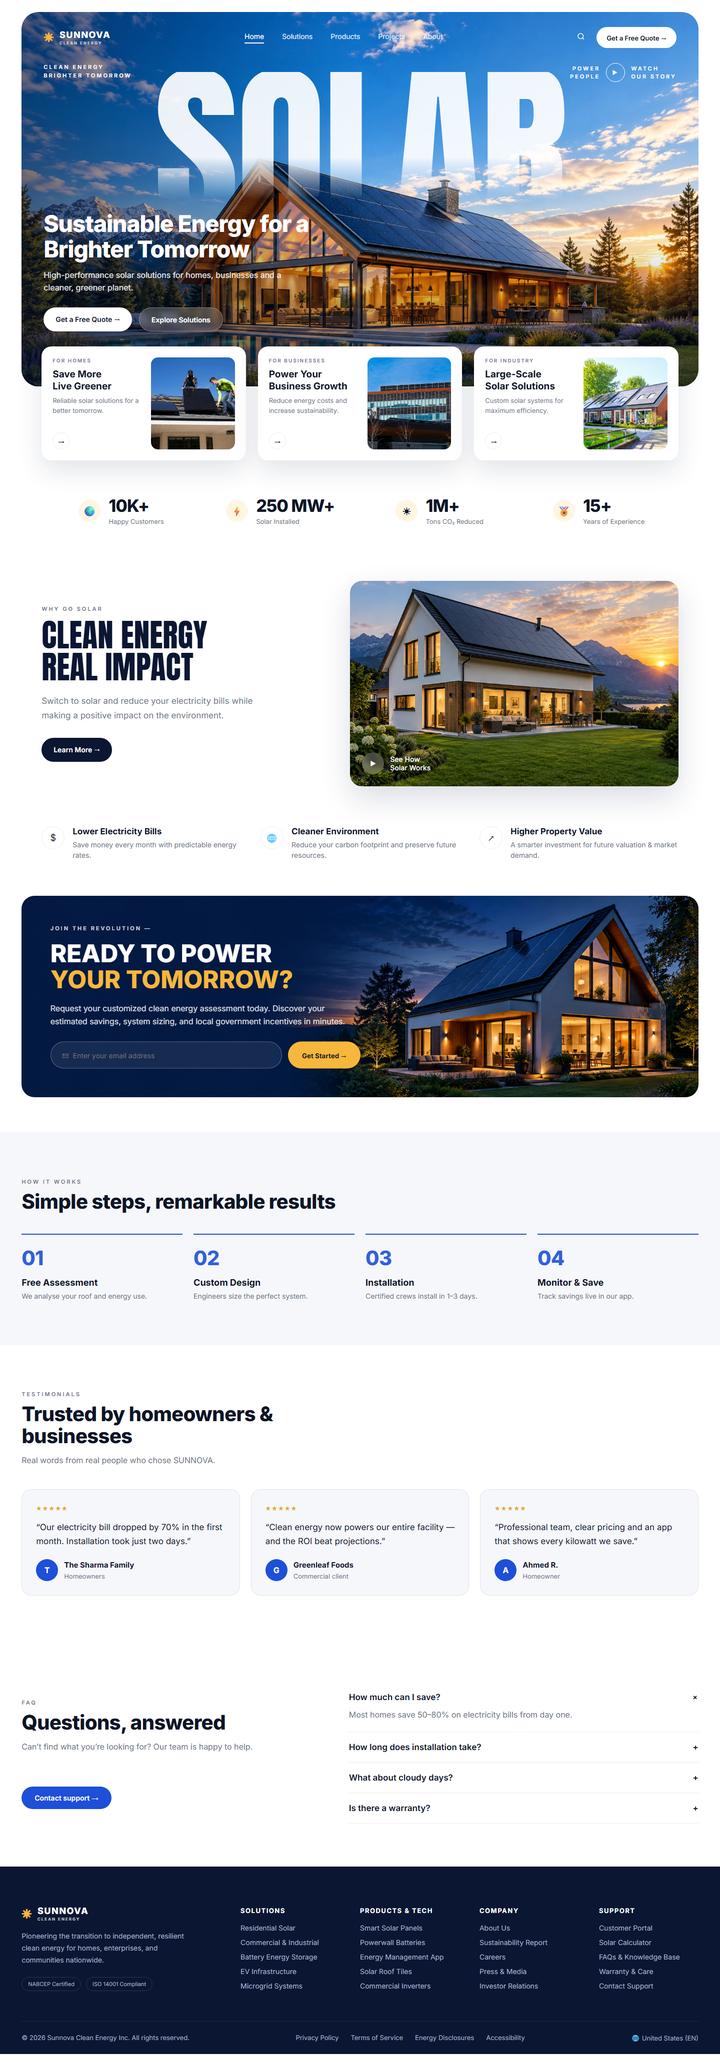 SUNNOVA
CLEAN ENERGY
Home
Solutions
Products
Projects
About
Get a Free Quote →
CLEAN ENERGY
BRIGHTER TOMORROW
POWER
PEOPLE
WATCH
OUR STORY
SOLAR
Sustainable Energy for a
Brighter Tomorrow
High-performance solar solutions for homes, businesses and a
cleaner, greener planet.
Get a Free Quote →
Explore Solutions
FOR HOMES
Save More
Live Greener
Reliable solar solutions for a
better tomorrow.
→
FOR BUSINESSES
Power Your
Business Growth
Reduce energy costs and
increase sustainability.
→
FOR INDUSTRY
Large-Scale
Solar Solutions
Custom solar systems for
maximum efficiency.
→
10K+
Happy Customers
250 MW+
Solar Installed
1M+
Tons CO₂ Reduced
15+
Years of Experience
WHY GO SOLAR
CLEAN ENERGY
REAL IMPACT
Switch to solar and reduce your electricity bills while
making a positive impact on the environment.
Learn More →
See How
Solar Works
$
Lower Electricity Bills
Save money every month with predictable energy
rates.
Cleaner Environment
Reduce your carbon footprint and preserve future
resources.
Higher Property Value
A smarter investment for future valuation & market
demand.
JOIN THE REVOLUTION —
READY TO POWER
YOUR TOMORROW?
Request your customized clean energy assessment today. Discover your
estimated savings, system sizing, and local government incentives in minutes.
Enter your email address
Get Started →
HOW IT WORKS
Simple steps, remarkable results
01
Free Assessment
We analyse your roof and energy use.
02
Custom Design
Engineers size the perfect system.
03
Installation
Certified crews install in 1–3 days.
04
Monitor & Save
Track savings live in our app.
TESTIMONIALS
Trusted by homeowners &
businesses
Real words from real people who chose SUNNOVA.
★★★★★
“Our electricity bill dropped by 70% in the first
month. Installation took just two days.”
T
The Sharma Family
Homeowners
★★★★★
“Clean energy now powers our entire facility —
and the ROI beat projections.”
G
Greenleaf Foods
Commercial client
★★★★★
“Professional team, clear pricing and an app
that shows every kilowatt we save.”
A
Ahmed R.
Homeowner
FAQ
Questions, answered
Can’t find what you’re looking for? Our team is happy to help.
Contact support →
How much can I save?
Most homes save 50–80% on electricity bills from day one.
How long does installation take?
+
What about cloudy days?
+
Is there a warranty?
+
SUNNOVA
CLEAN ENERGY
Pioneering the transition to independent, resilient
clean energy for homes, enterprises, and
communities nationwide.
NABCEP Certified
ISO 14001 Compliant
SOLUTIONS
Residential Solar
Commercial & Industrial
Battery Energy Storage
EV Infrastructure
Microgrid Systems
PRODUCTS & TECH
Smart Solar Panels
Powerwall Batteries
Energy Management App
Solar Roof Tiles
Commercial Inverters
COMPANY
About Us
Sustainability Report
Careers
Press & Media
Investor Relations
SUPPORT
Customer Portal
Solar Calculator
FAQs & Knowledge Base
Warranty & Care
Contact Support
© 2026 Sunnova Clean Energy Inc. All rights reserved.
Privacy Policy
Terms of Service
Energy Disclosures
Accessibility
United States (EN)